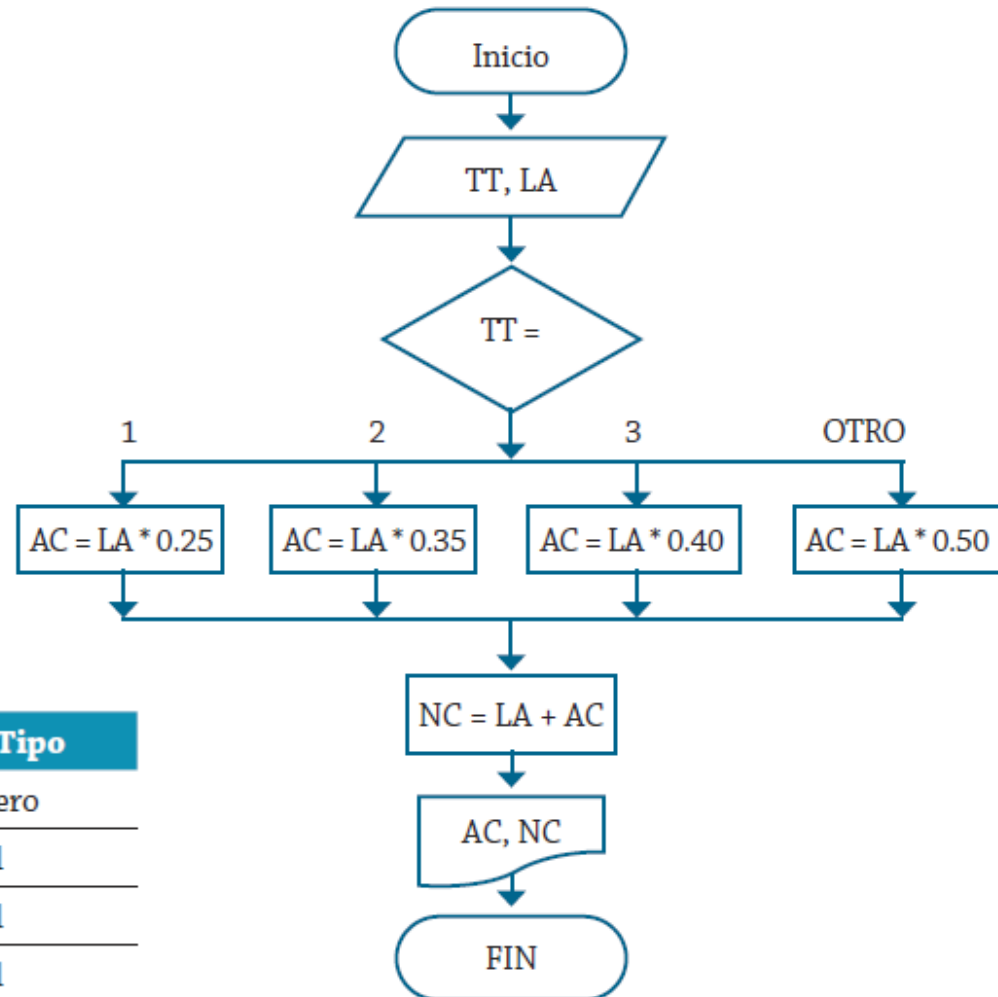 Inicio
TT, LA
TT =
1 2 3 OTRO
AC = LA * 0.25 AC = LA * 0.35 AC = LA * 0.40 AC = LA * 0.50
NC = LA + AC
Tipo
ero
l
l
l
AC, NC
FIN